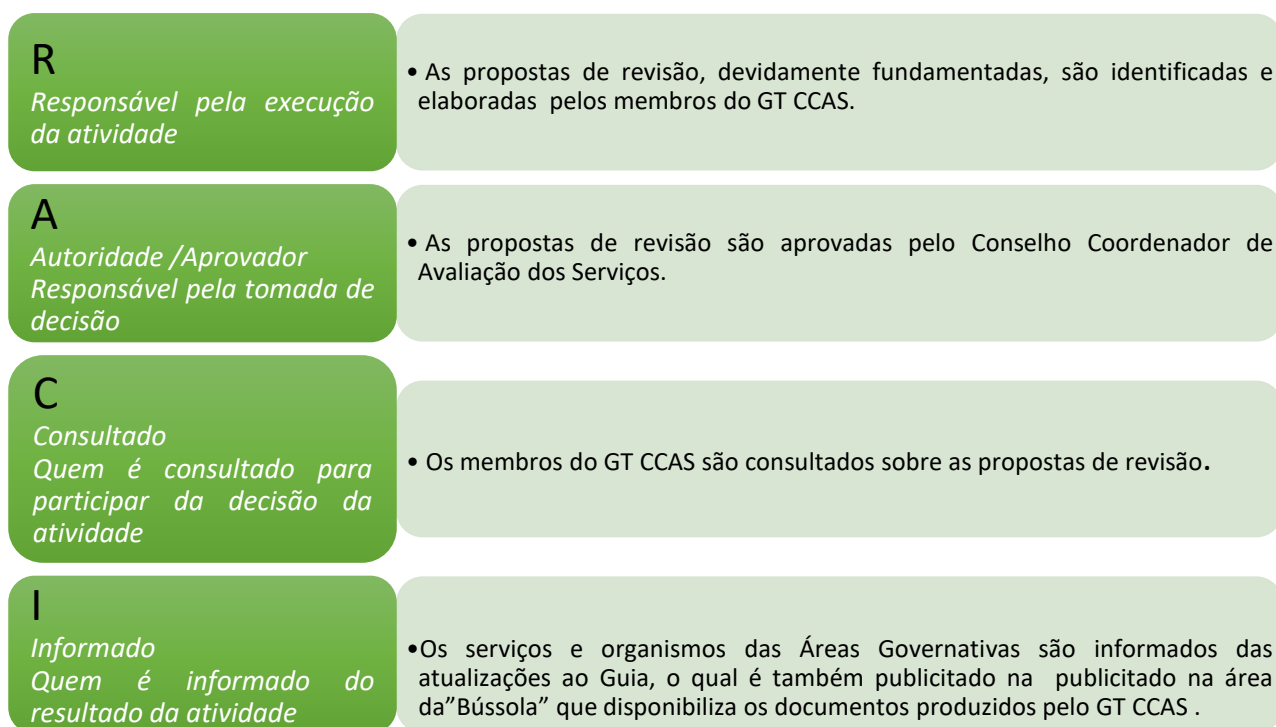 R
Responsável pela execução
da atividade
• As propostas de revisão, devidamente fundamentadas, são identificadas e
elaboradas pelos membros do GT CCAS.
A
Autoridade /Aprovador
Responsável pela tomada de
decisão
• As propostas de revisão são aprovadas pelo Conselho Coordenador de
Avaliação dos Serviços.
C
Consultado
Quem é consultado para
participar da decisão da
atividade
• Os membros do GT CCAS são consultados sobre as propostas de revisão.
I
Informado
Quem é informado do
resultado da atividade
•Os serviços e organismos das Áreas Governativas são informados das
atualizações ao Guia, o qual é também publicitado na publicitado na área
da”Bússola” que disponibiliza os documentos produzidos pelo GT CCAS .